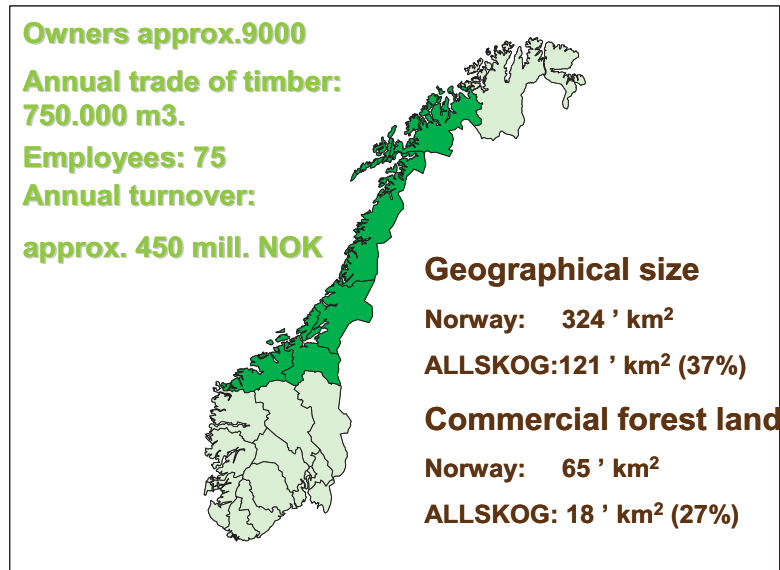 Owners approx.9000
Annual trade of timber:
750.000 m3.
Employees: 75
Annual turnover:
approx. 450 mill. NOK
Geographical size
Norway: 324 ’ km²
ALLSKOG:121 ’ km² (37%)
Commercial forest land
Norway: 65 ’ km²
ALLSKOG: 18 ’ km² (27%)